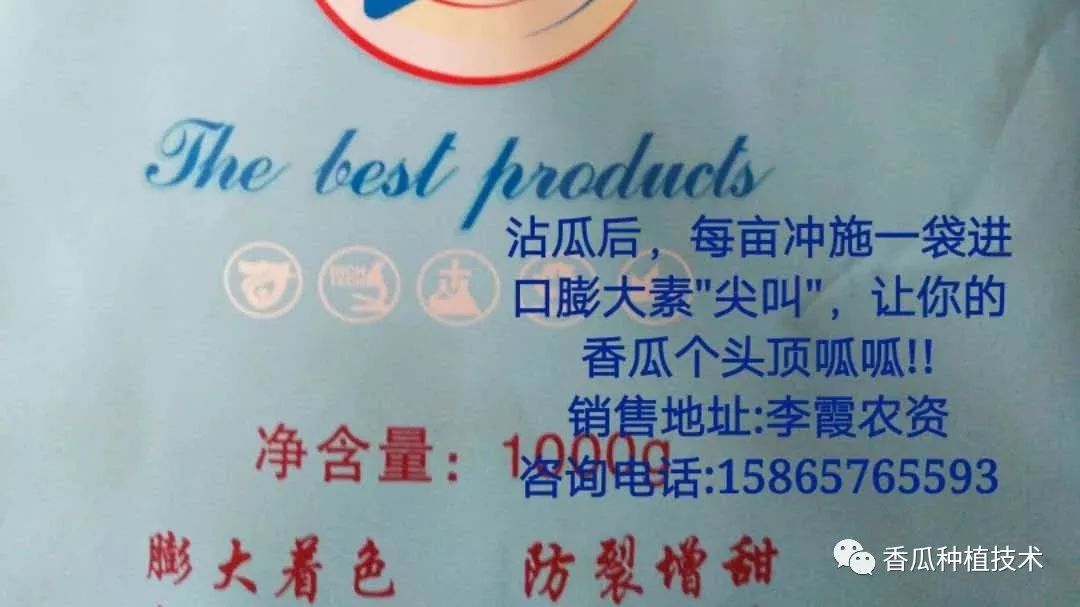 The best products
沾瓜后，每亩冲施一袋进
口膨大素"尖叫"，让你的
香瓜个头顶呱呱!!
销售地址:李霞农资
净含量：1000g
咨询电话:15865765593
膨大着色 防裂增甜
香瓜种植技术